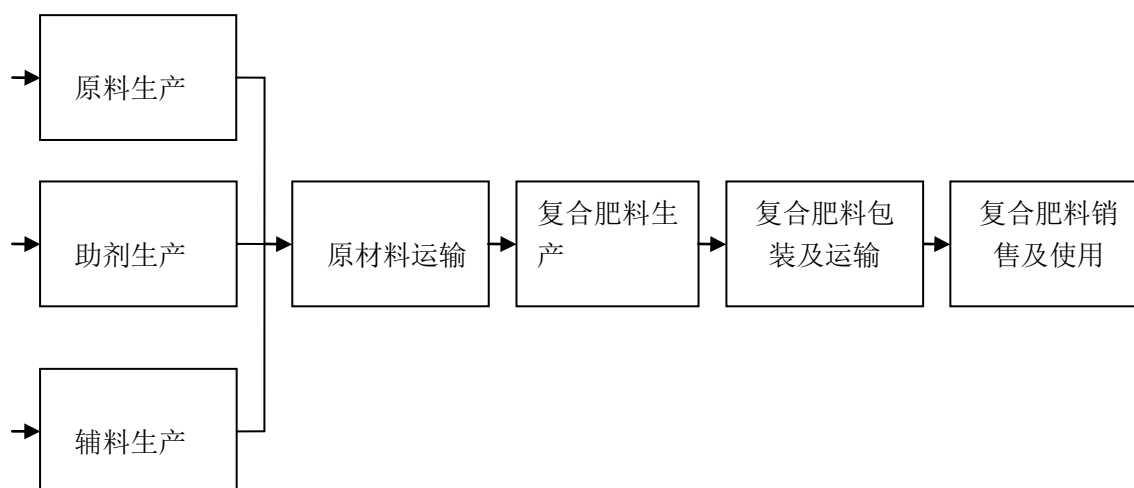 原料生产
助剂生产
原材料运输
复合肥料生
产
复合肥料包
装及运输
复合肥料销
售及使用
辅料生产